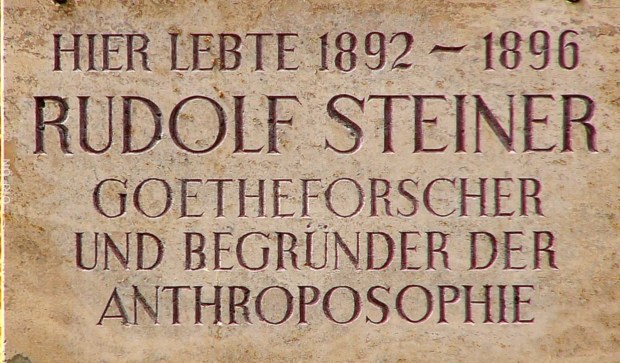 HIER LEBTE 1892 – 1896
RUDOLF STEINER
GOETHEFORSCHER
UND BEGRÜNDER DER
ANTHROPOSOPHIE